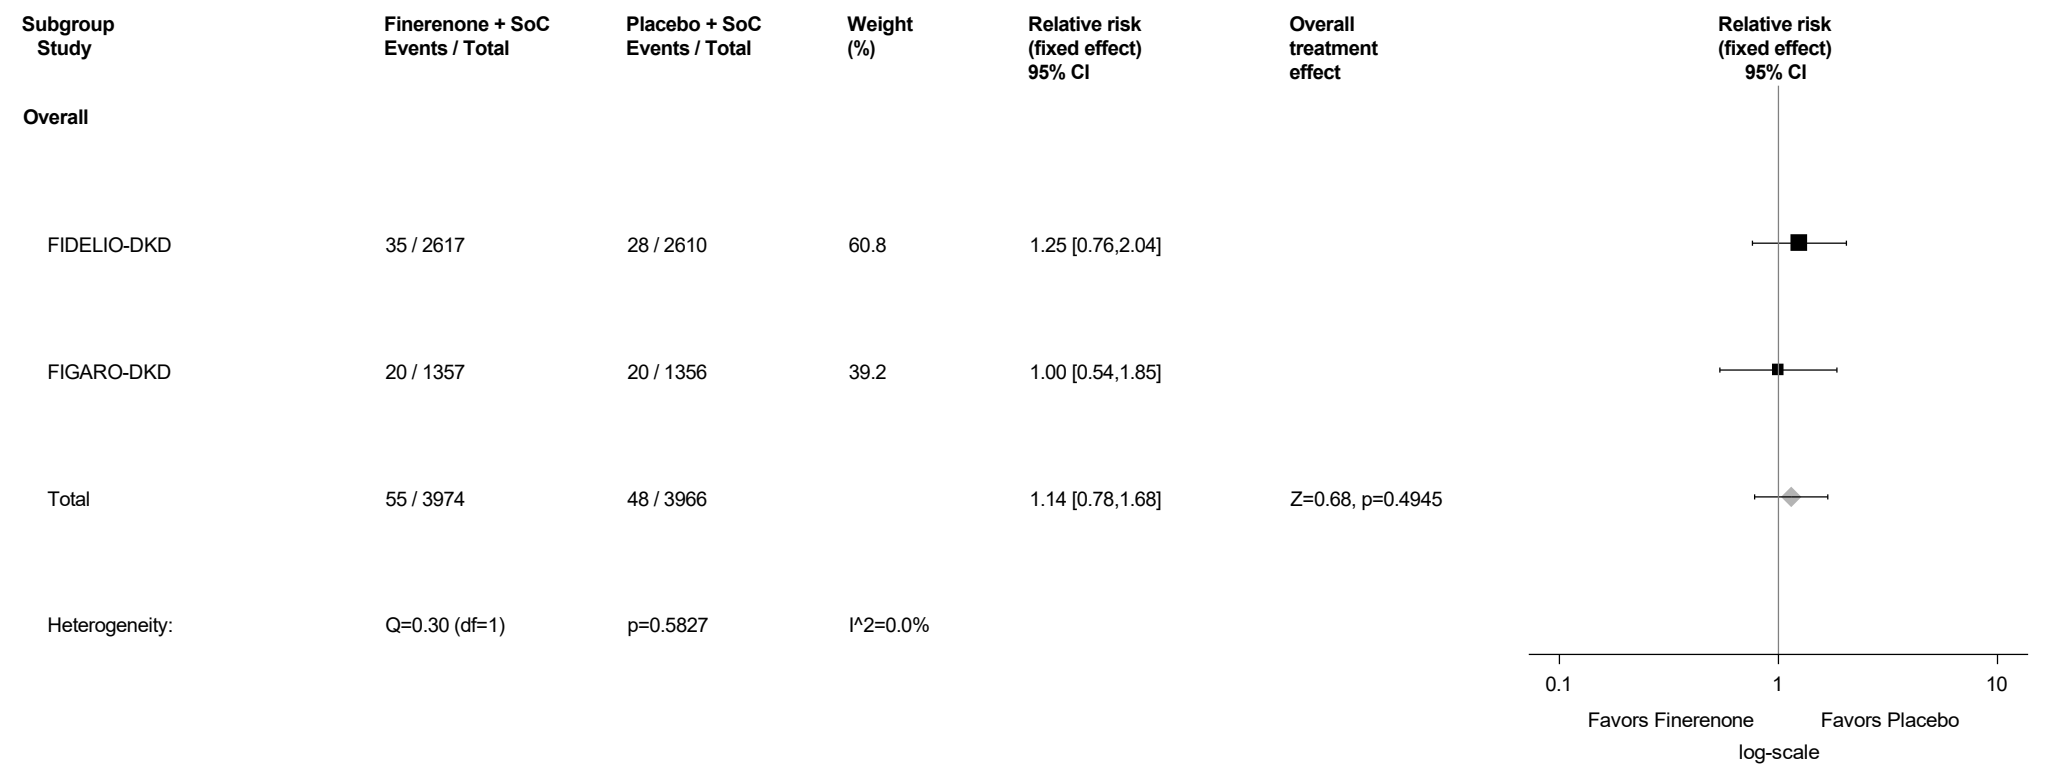 Subgroup Finerenone + SoC Placebo + SoC Weight Relative risk Overall Relative risk
Study Events / Total Events / Total (%) (fixed effect) treatment (fixed effect)
95% CI effect 95% CI
Overall
FIDELIO-DKD 35 / 2617 28 / 2610 60.8 1.25 [0.76,2.04]
FIGARO-DKD 20 / 1357 20 / 1356 39.2 1.00 [0.54,1.85]
Total 55 / 3974 48 / 3966 1.14 [0.78,1.68] Z=0.68, p=0.4945
Heterogeneity: Q=0.30 (df=1) p=0.5827 I^2=0.0%
0.1 1 10
Favors Finerenone Favors Placebo
log-scale